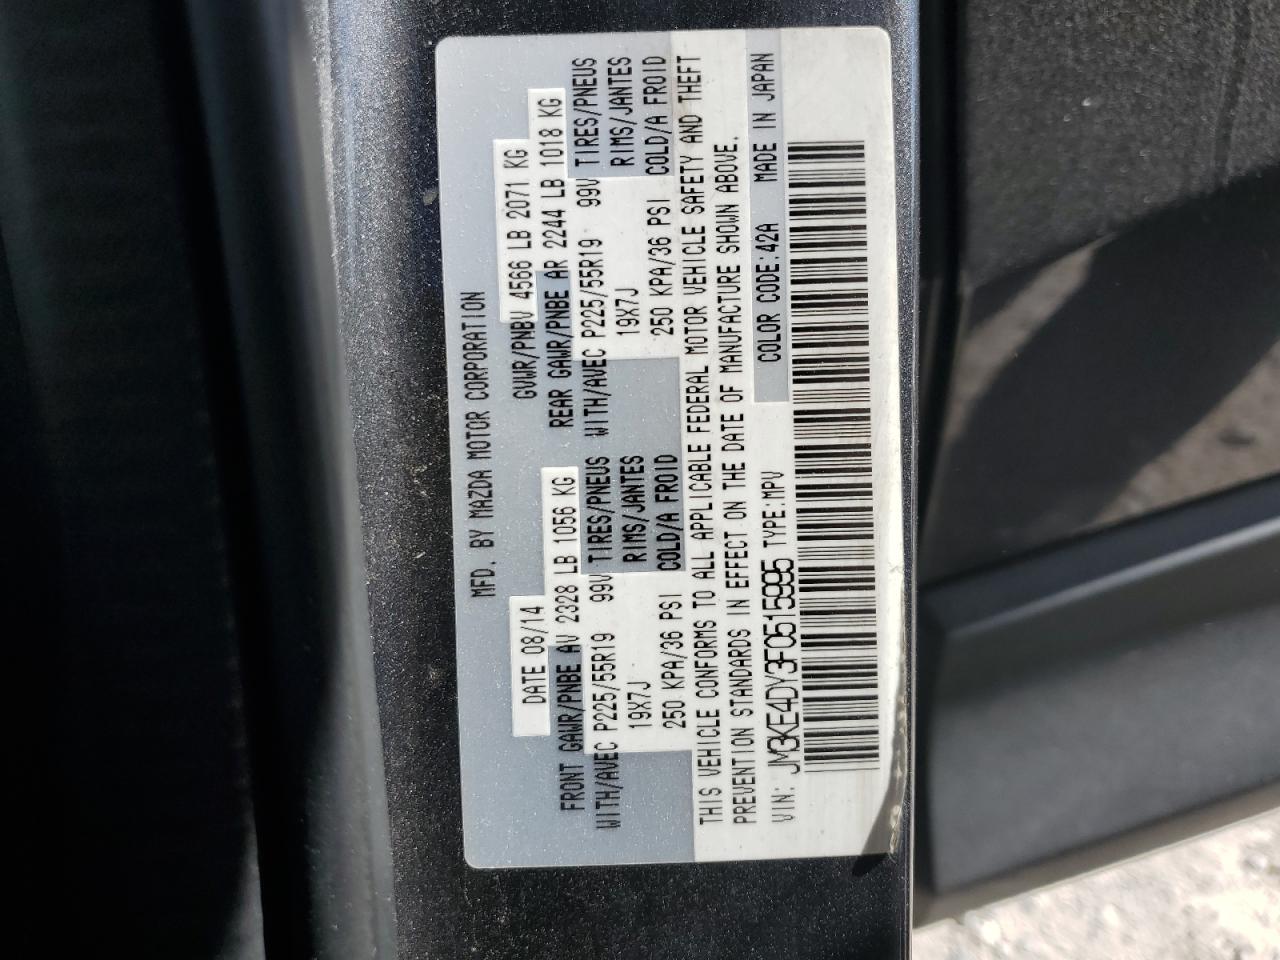 MFD. BY MAZDA MOTOR CORPORATION
DATE 08/14 GVWR/PNBV 4566 LB 2071 KG
FRONT GAWR/PNBE AV 2328 LB 1056 KG REAR GAWR/PNBE AR 2244 LB 1018 KG
WITH/AVEC P225/55R19 99V TIRES/PNEUS WITH/AVEC P225/55R19 99V TIRES/PNEUS
19X7J RIMS/JANTES 19X7J RIMS/JANTES
250 KPA/36 PSI COLD/A FROID 250 KPA/36 PSI COLD/A FROID
THIS VEHICLE CONFORMS TO ALL APPLICABLE FEDERAL MOTOR VEHICLE SAFETY AND THEFT
PREVENTION STANDARDS IN EFFECT ON THE DATE OF MANUFACTURE SHOWN ABOVE.
VIN: JM3KE4DY3F0515995 TYPE:MPV COLOR CODE:42A MADE IN JAPAN